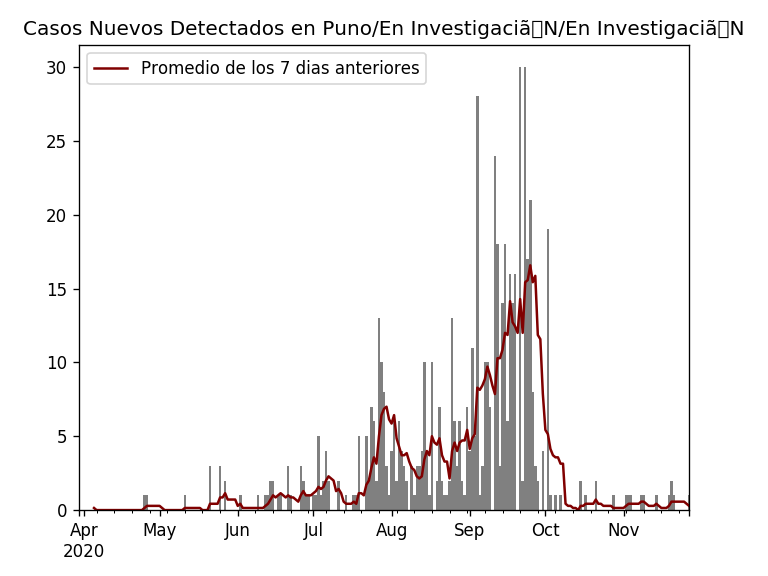 Casos Nuevos Detectados en Puno/En Investigaciã�N/En Investigaciã�N
Promedio de los 7 dias anteriores
30
25
20
15
10
5
0
Apr May Jun Jul Aug Sep Oct Nov
2020